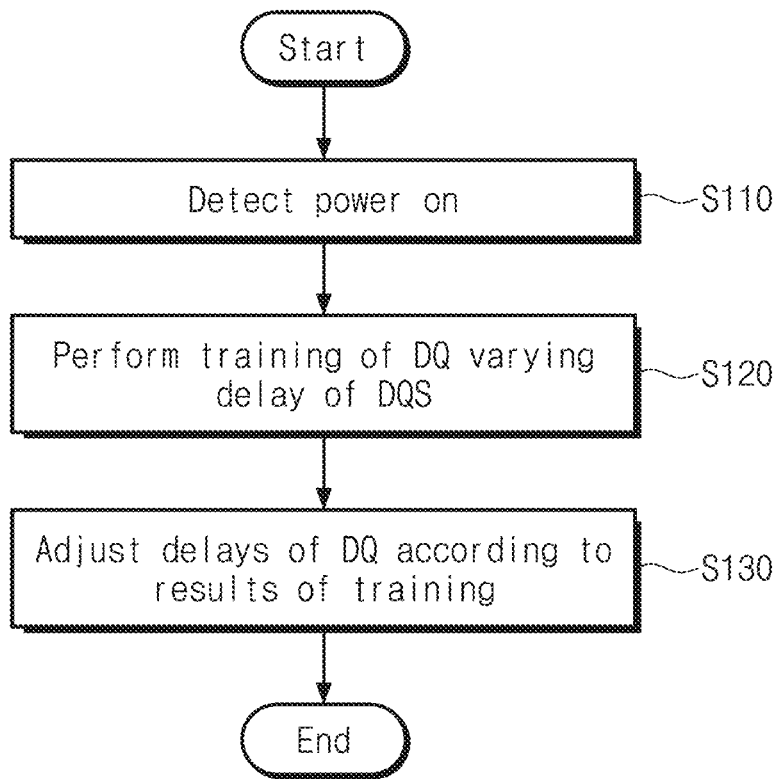 Start
Detect power on
S110
Perform training of DQ varying
delay of DQS
S120
Adjust delays of DQ according to
results of training
S130
End